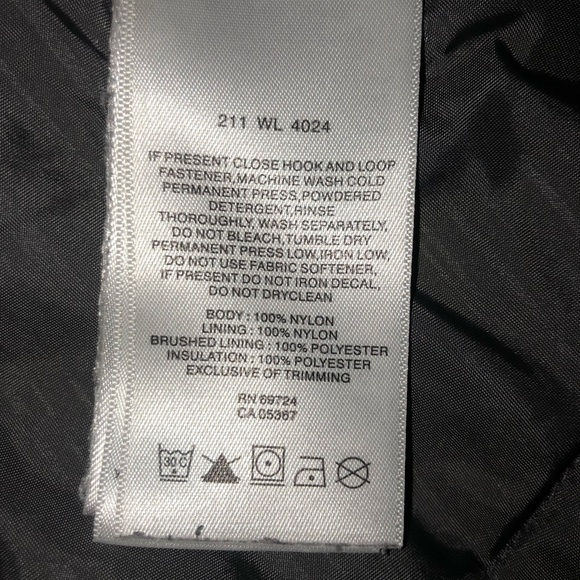 211 WL 4024
IF PRESENT CLOSE HOOK AND LOOP
FASTENER,MACHINE WASH COLD
PERMANENT PRESS,POWDERED
DETERGENT,RINSE
THOROUGHLY,WASH SEPARATELY,
DO NOT BLEACH,TUMBLE DRY
PERMANENT PRESS LOW,IRON LOW,
DO NOT USE FABRIC SOFTENER,
IF PRESENT DO NOT IRON DECAL,
DO NOT DRYCLEAN
BODY : 100% NYLON
LINING : 100% NYLON
BRUSHED LINING : 100% POLYESTER
INSULATION : 100% POLYESTER
EXCLUSIVE OF TRIMMING
RN 69724
CA 05367
30 C